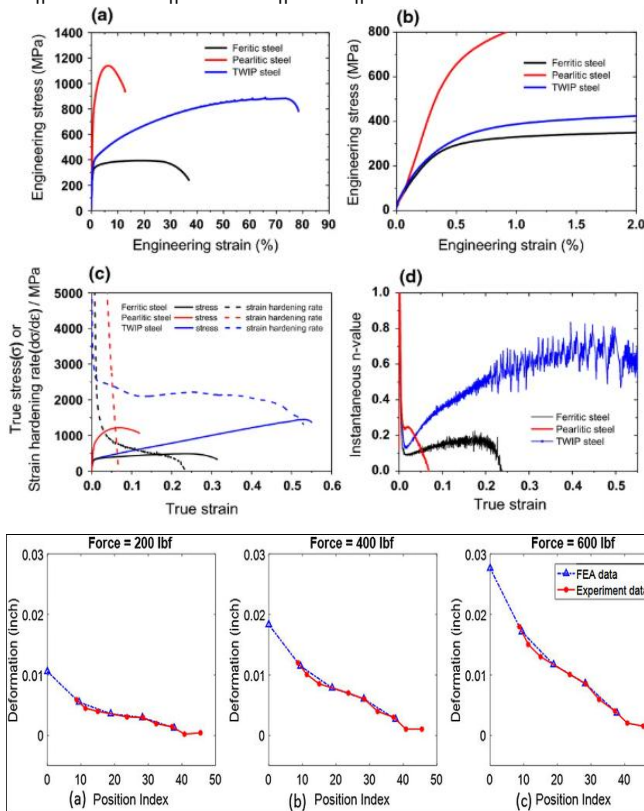 (a)
Engineering stress (MPa)
1400
1200
1000
800
600
400
200
0
Feritic steel
Pearlitic steel
TWIP steel
0 10 20 30 40 50 60 70 80 90
Engineering strain (%)
(b)
Engineering stress (MPa)
800
600
400
200
0
Ferritic steel
Pearlitic steel
TWIP steel
0.0 0.5 1.0 1.5 2.0
Engineering strain (%)
(c)
True stress(σ) or
Strain hardening rate(dσ/dε) / MPa
5000
4000
3000
2000
1000
0
Ferritic steel stress strain hardening rate
Pearlitic steel stress strain hardening rate
TWIP steel stress strain hardening rate
0.0 0.1 0.2 0.3 0.4 0.5 0.6
True strain
(d)
Instantaneous n-value
1.0
0.8
0.6
0.4
0.2
0.0
Ferritic steel
Pearlitic steel
TWIP steel
0.0 0.1 0.2 0.3 0.4 0.5
True strain
Force = 200 lbf
Deformation (inch)
0.03
0.02
0.01
0
0 10 20 30 40 50
(a) Position Index
Force = 400 lbf
Deformation (inch)
0.03
0.02
0.01
0
0 10 20 30 40 50
(b) Position Index
Force = 600 lbf
Deformation (inch)
0.03
0.02
0.01
0
FEA data
Experiment data
0 10 20 30 40
(c) Position Index